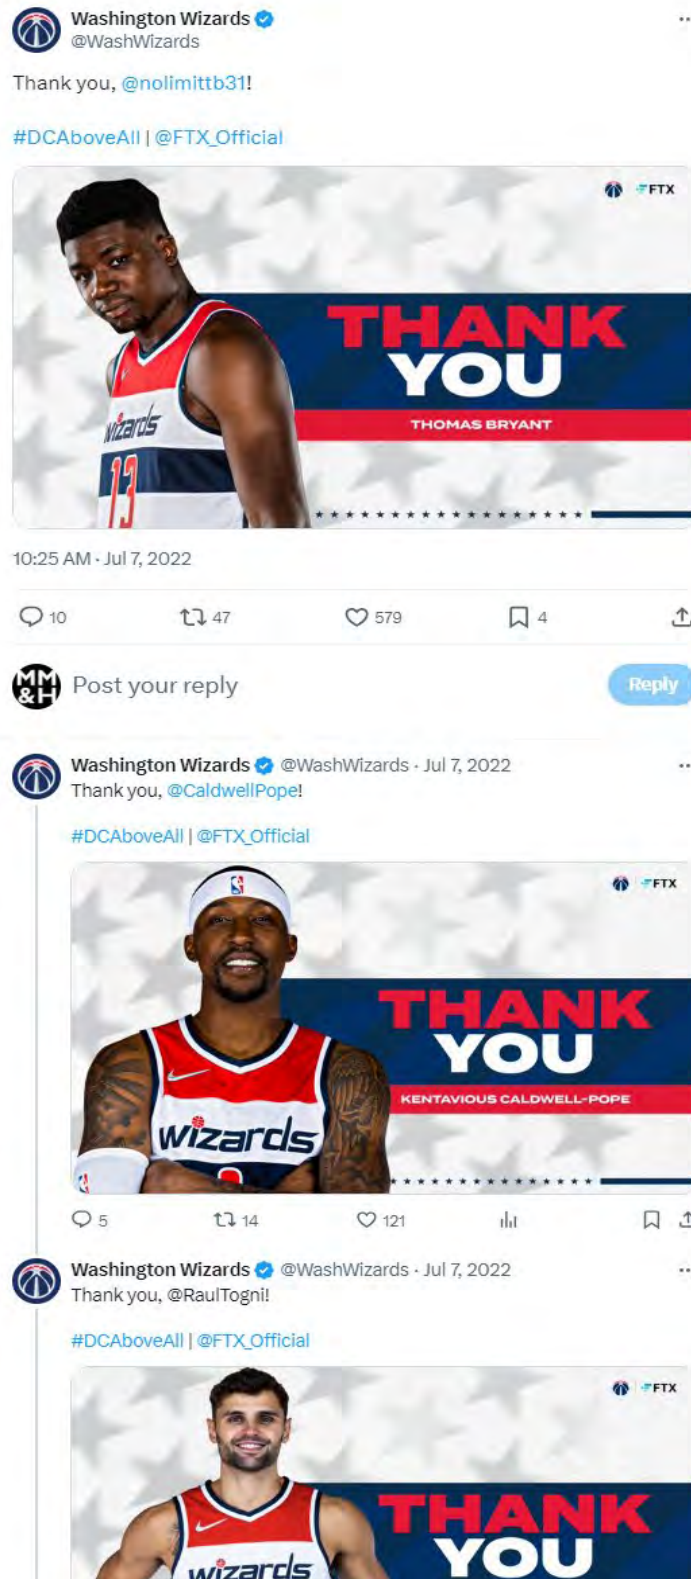 Washington Wizards
@WashWizards
Thank you, @nolimittb31!
#DCAboveAll | @FTX_Official
FTX
THANK
YOU
THOMAS BRYANT
wizards
13
10:25 AM · Jul 7, 2022
10 47 579 4
MM
&H
Post your reply
Reply
Washington Wizards @WashWizards · Jul 7, 2022
Thank you, @CaldwellPope!
#DCAboveAll | @FTX_Official
FTX
THANK
YOU
KENTAVIOUS CALDWELL-POPE
wizards
5 14 121
Washington Wizards @WashWizards · Jul 7, 2022
Thank you, @RaulTogni!
#DCAboveAll | @FTX_Official
FTX
THANK
YOU
wizards